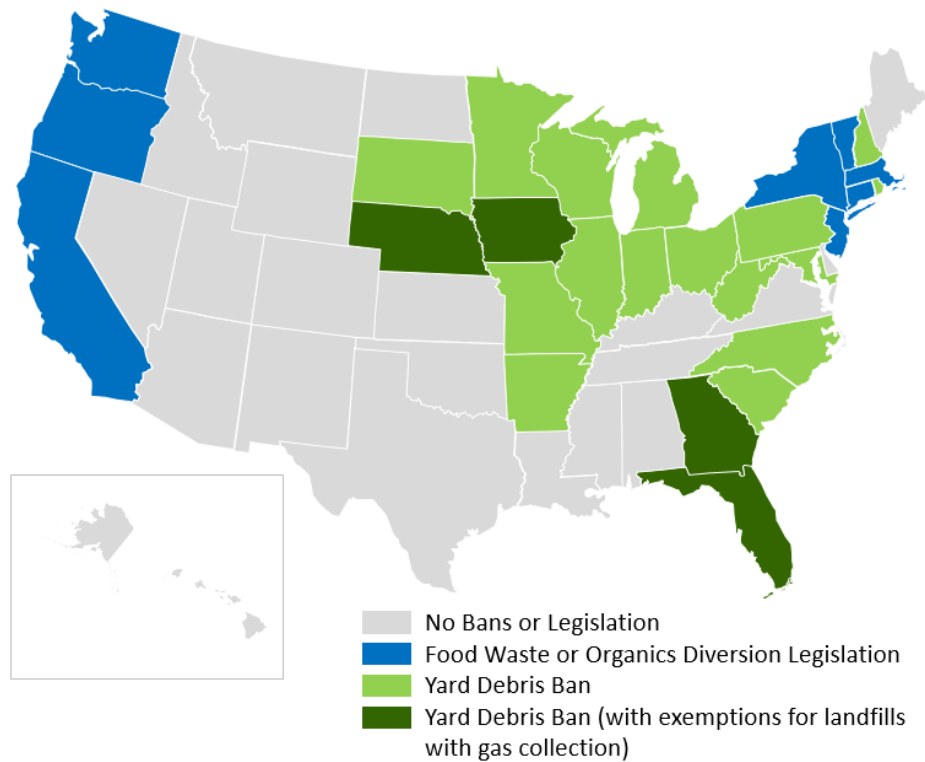 No Bans or Legislation
Food Waste or Organics Diversion Legislation
Yard Debris Ban
Yard Debris Ban (with exemptions for landfills
with gas collection)